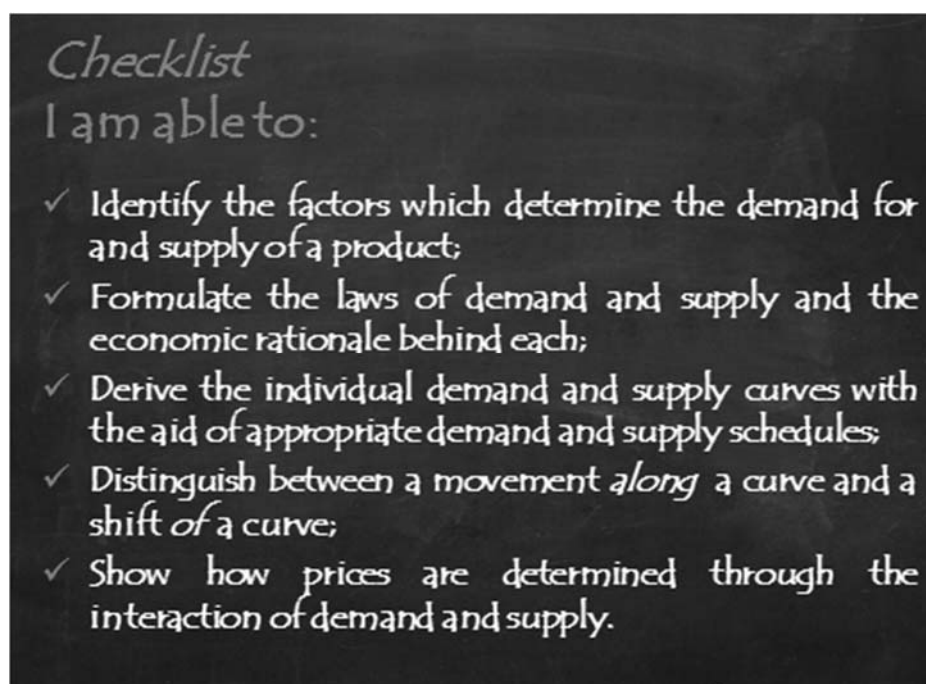 Checklist
I am able to:
✓ Identify the factors which determine the demand for
and supply of a product;
✓ Formulate the laws of demand and supply and the
economic rationale behind each;
✓ Derive the individual demand and supply curves with
the aid of appropriate demand and supply schedules;
✓ Distinguish between a movement along a curve and a
shift of a curve;
✓ Show how prices are determined through the
interaction of demand and supply.